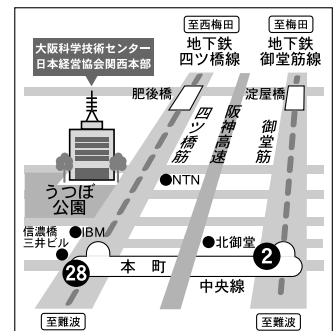 至西梅田
至梅田
地下鉄
四ツ橋線
地下鉄
御堂筋線
大阪科学技術センター
日本経営協会関西本部
肥後橋
淀屋橋
四ツ橋筋
阪神高速
御堂筋
NTN
うつぼ
公園
信濃橋
三井ビル
IBM
北御堂
28
本町
2
中央線
至難波
至難波